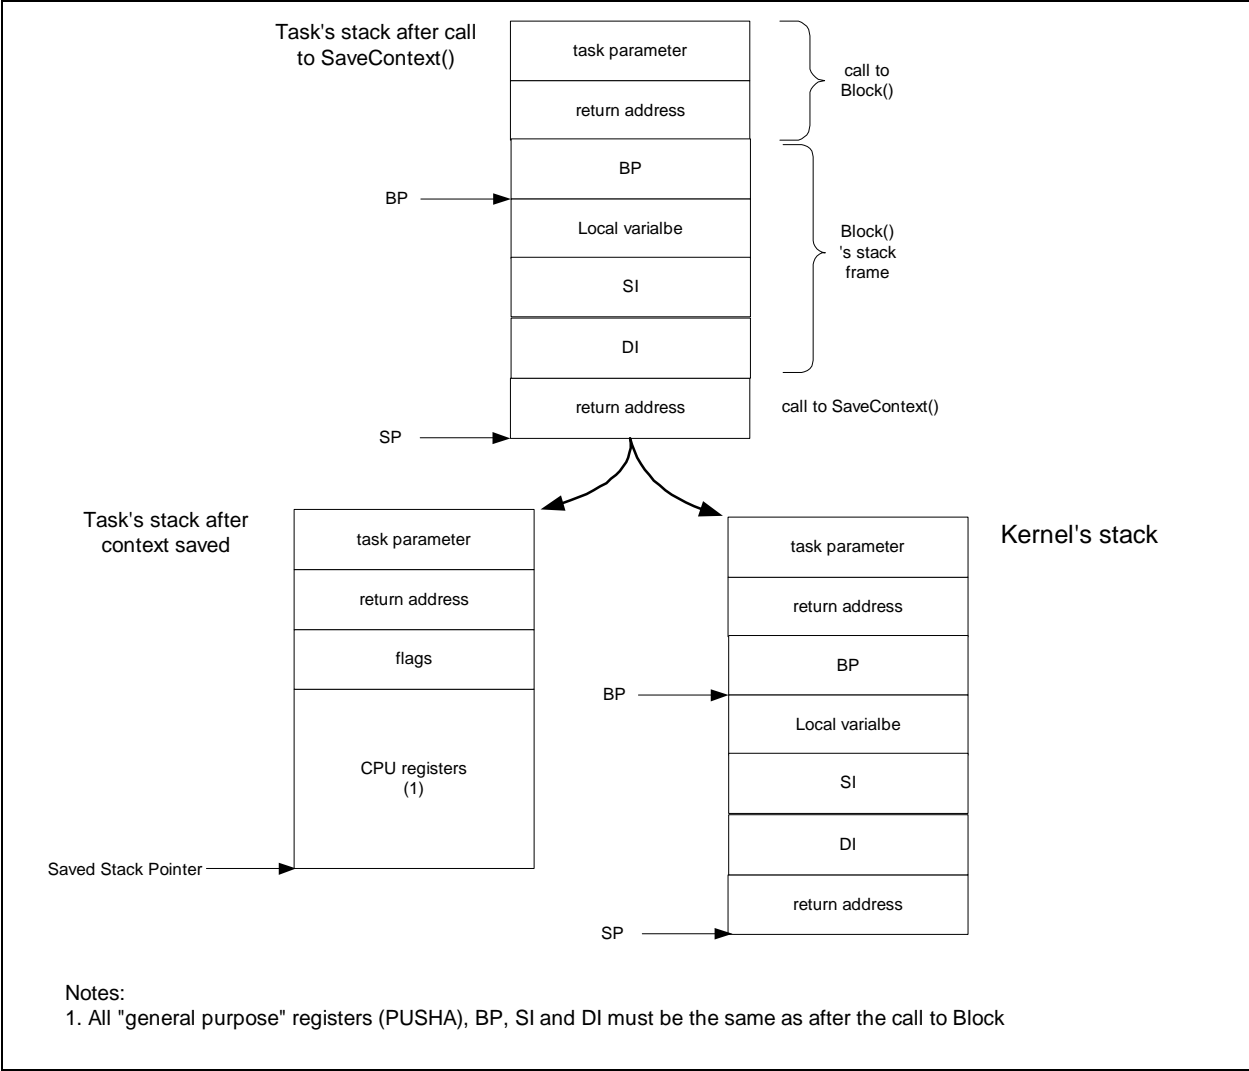 Task's stack after call
to SaveContext()
task parameter
return address
call to
Block()
BP
BP
Local varialbe
SI
DI
Block()
's stack
frame
return address
call to SaveContext()
SP
Task's stack after
context saved
task parameter
return address
flags
CPU registers
(1)
Saved Stack Pointer
Kernel's stack
task parameter
return address
BP
BP
Local varialbe
SI
DI
return address
SP
Notes:
1. All "general purpose" registers (PUSHA), BP, SI and DI must be the same as after the call to Block